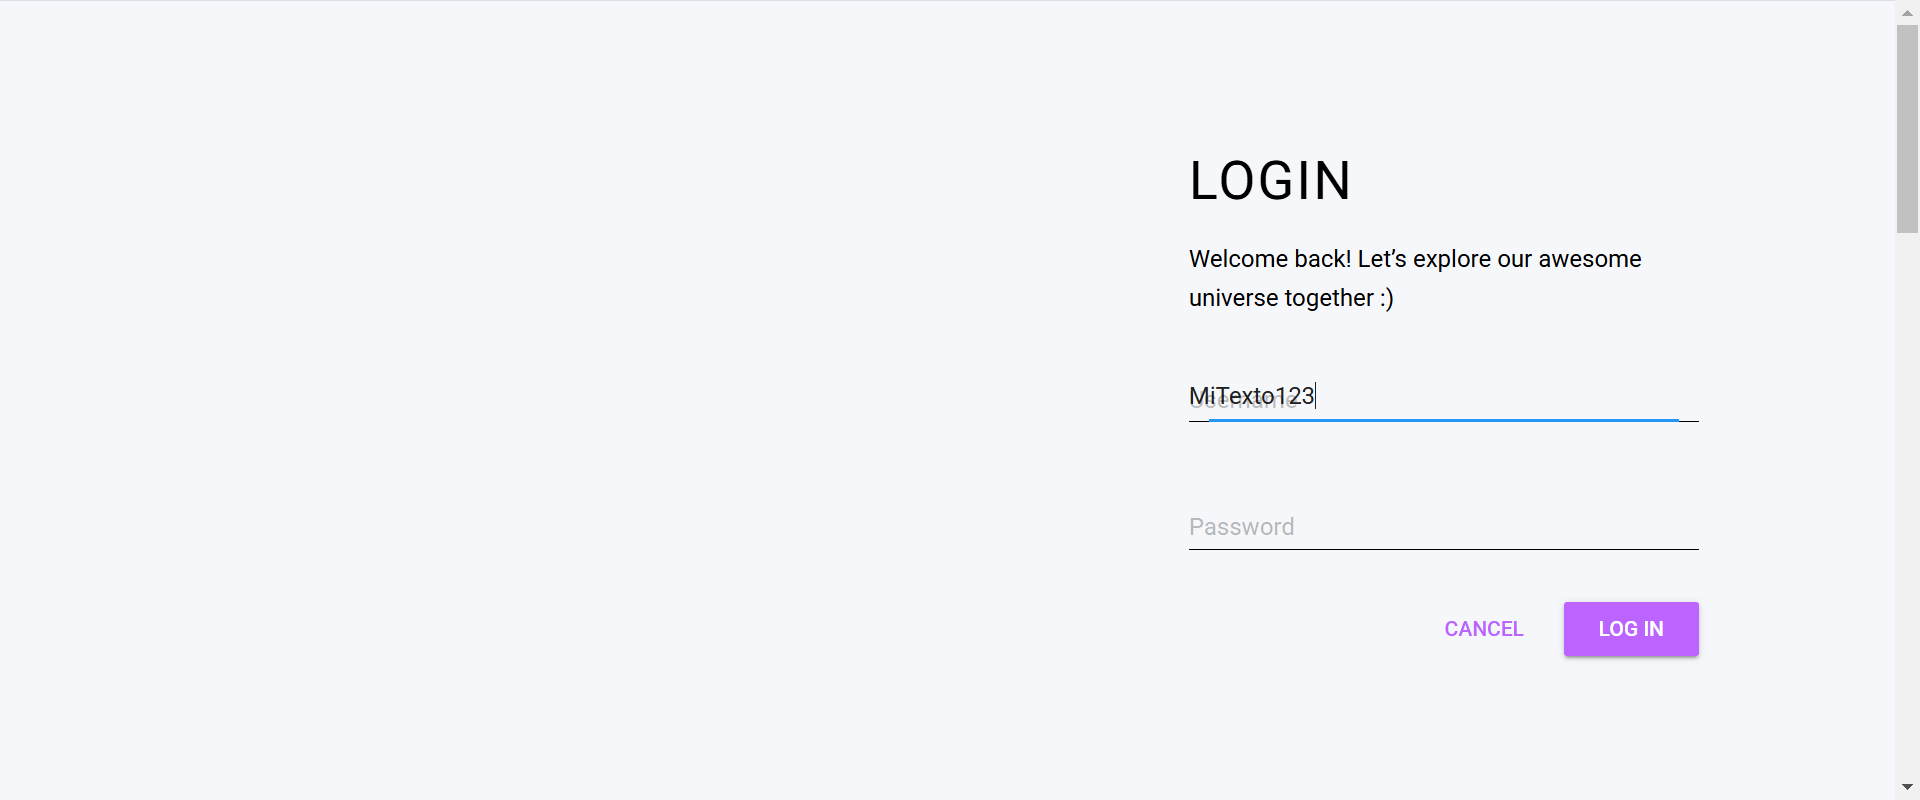 LOGIN
Welcome back! Let’s explore our awesome
universe together :)
Username
MiTexto123
Password
CANCEL
LOG IN